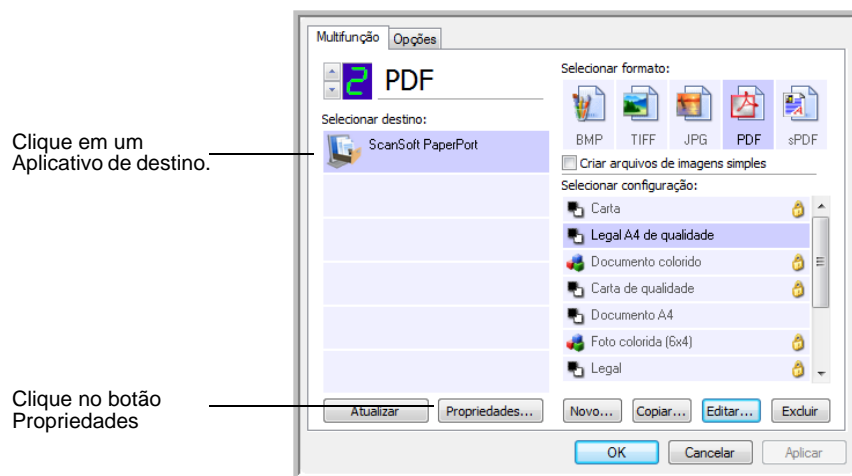 Multifunção Opções
2 PDF
Selecionar destino:
ScanSoft PaperPort
Selecionar formato:
BMP TIFF JPG PDF sPDF
Criar arquivos de imagens simples
Selecionar configuração:
Carta
Legal A4 de qualidade
Documento colorido
Carta de qualidade
Documento A4
Foto colorida (6x4)
Legal
Atualizar Propriedades... Novo... Copiar... Editar... Excluir
OK Cancelar Aplicar
Clique em um
Aplicativo de destino.
Clique no botão
Propriedades